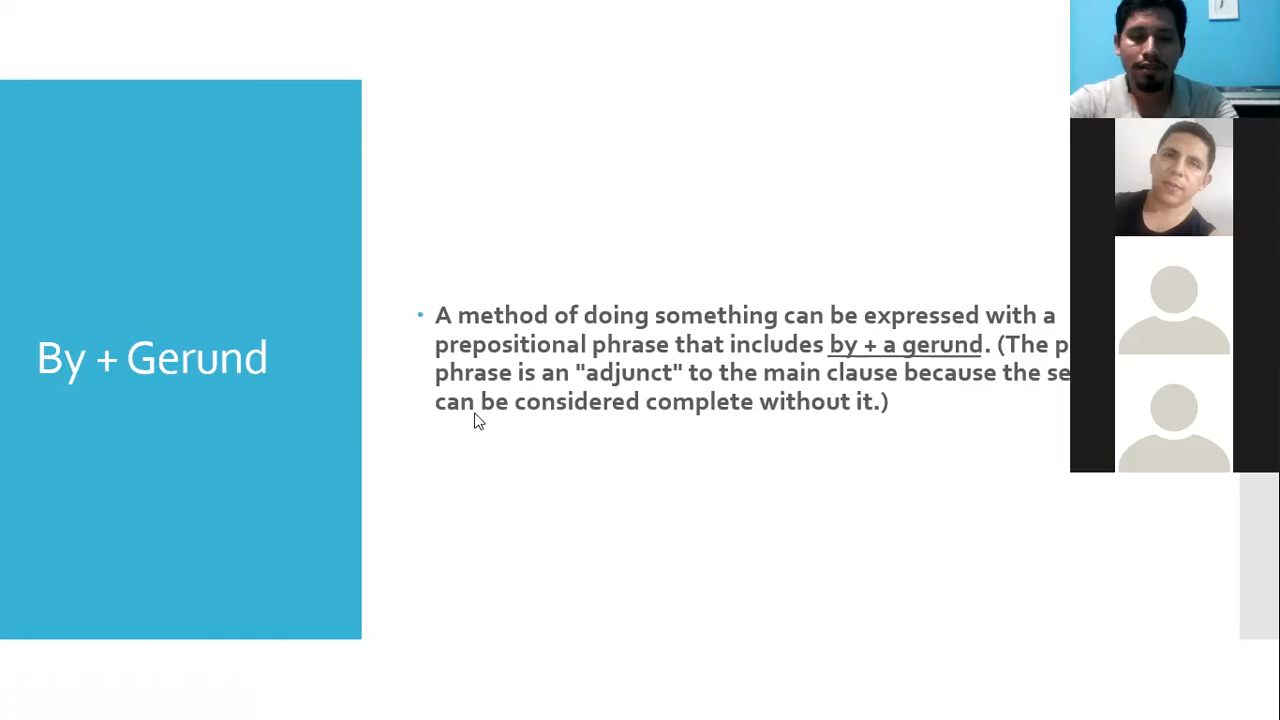 By + Gerund
• A method of doing something can be expressed with a
prepositional phrase that includes by + a gerund. (The
phrase is an "adjunct" to the main clause because the
can be considered complete without it.)